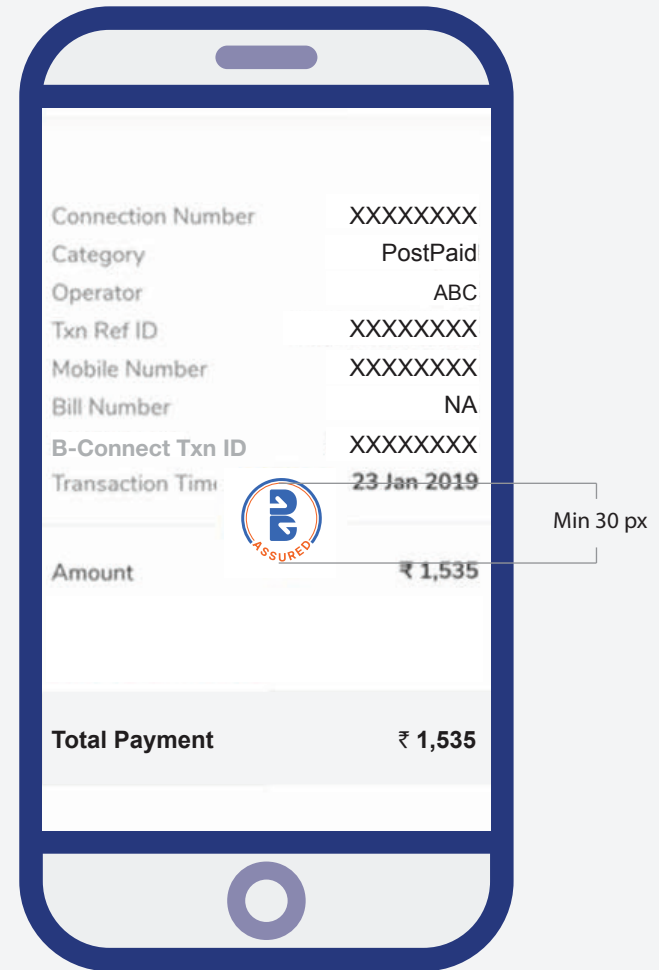 Connection Number XXXXXXXX
Category PostPaid
Operator ABC
Txn Ref ID XXXXXXXX
Mobile Number XXXXXXXX
Bill Number NA
B-Connect Txn ID XXXXXXXX
Transaction Time 23 Jan 2019
ASSURED
Min 30 px
Amount ₹ 1,535
Total Payment ₹ 1,535